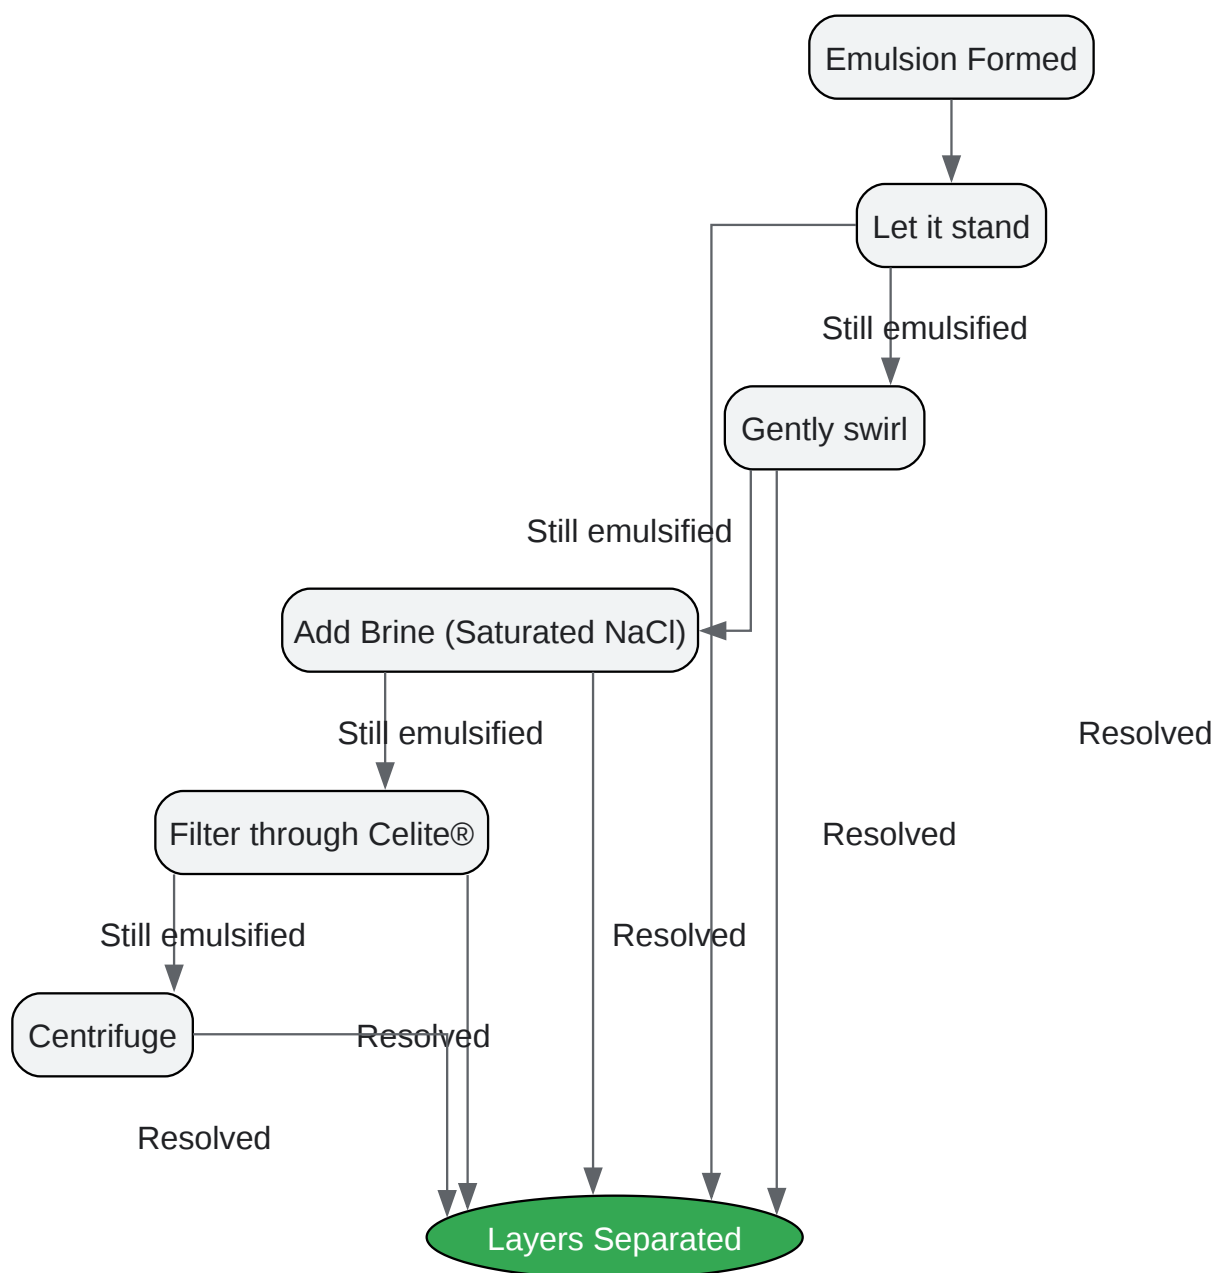 Emulsion Formed
Let it stand
Still emulsified
Gently swirl
Still emulsified
Add Brine (Saturated NaCl)
Still emulsified
Resolved
Filter through Celite®
Resolved
Still emulsified
Resolved
Centrifuge
Resolved
Resolved
Layers Separated